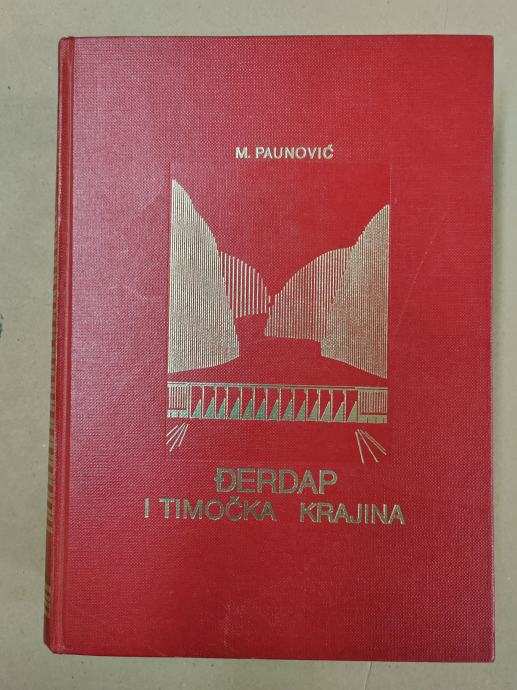 M. PAUNOVIĆ
ĐERDAP
I TIMOČKA KRAJINA